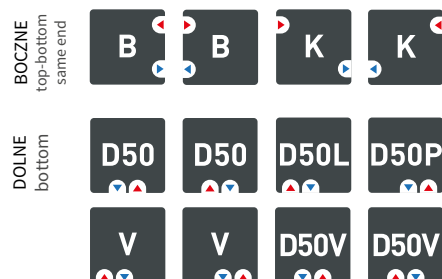 BOCZNE
top-bottom
same end
B B K K
DOLNE
bottom
D50 D50 D50L D50P
V V D50V D50V